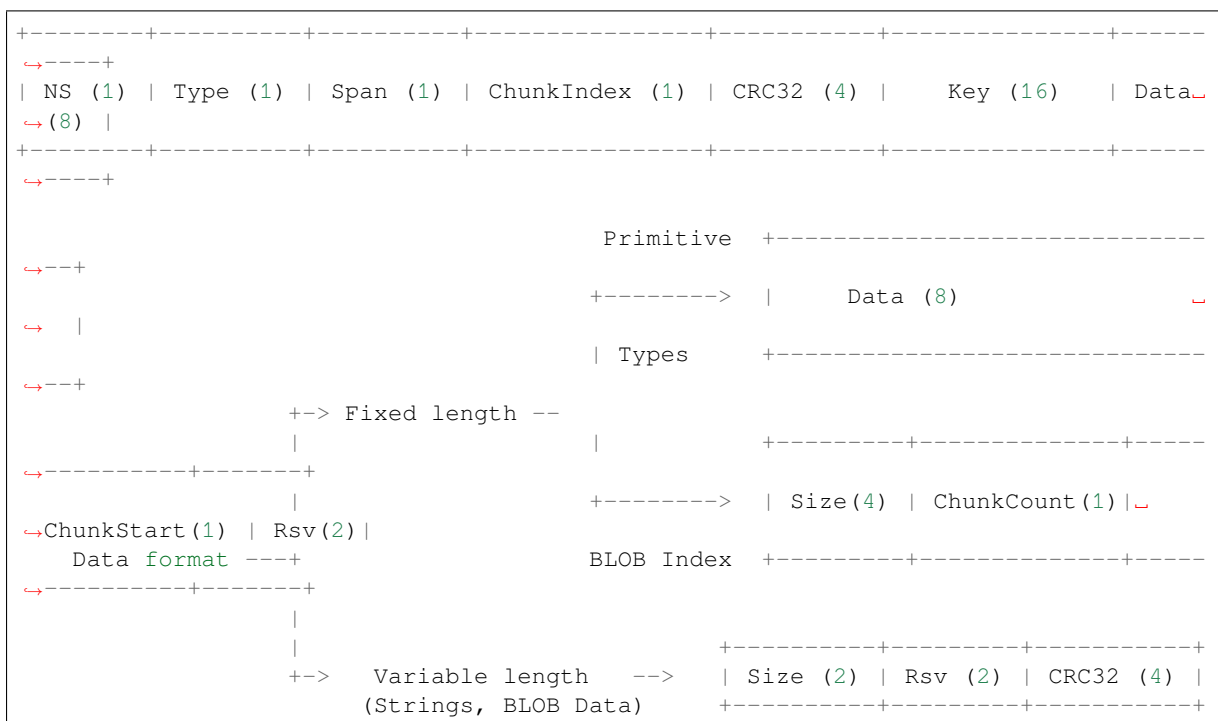 +--------+----------+----------+---------------+-----------+--------------+------
↪----+
| NS (1) | Type (1) | Span (1) | ChunkIndex (1) | CRC32 (4) |    Key (16)   | Data␣
↪(8) |
+--------+----------+----------+---------------+-----------+--------------+------
↪----+
Primitive  +------------------------------
↪--+
+-------->  |     Data (8)                ␣
↪  |
| Types     +------------------------------
↪--+
+-> Fixed length --
|                    |           +---------+--------------+-----
↪----------+-------+
|                    +-------->  | Size(4) | ChunkCount(1)|␣
↪ChunkStart(1) | Rsv(2)|
Data format ---+                    BLOB Index  +---------+--------------+-----
↪----------+-------+
|
|                              +----------+---------+-----------+
+->   Variable length   -->   | Size (2) | Rsv (2) | CRC32 (4) |
(Strings, BLOB Data)     +----------+---------+-----------+